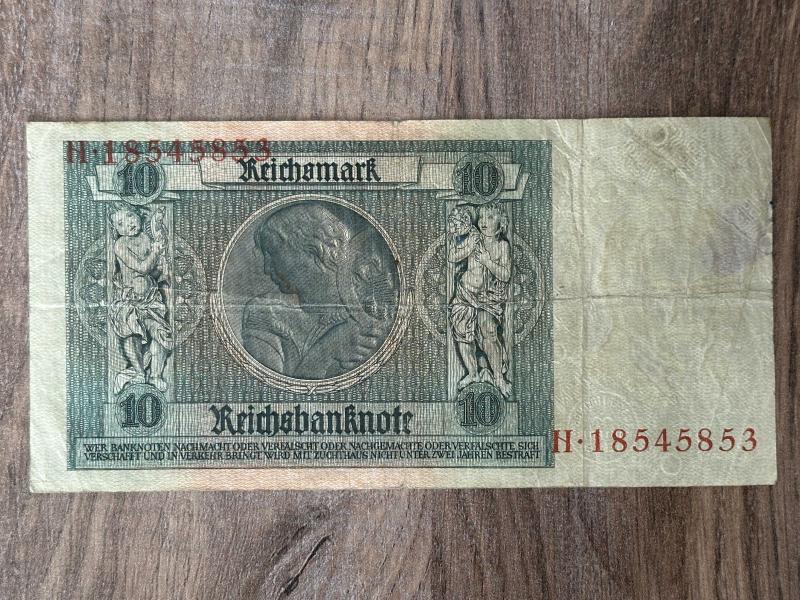 H·18545853
10 Reichsmark 10
10 Reichsbanknote 10
WER BANKNOTEN NACHMACHT ODER VERFÄLSCHT ODER NACHGEMACHTE ODER VERFÄLSCHTE SICH
VERSCHAFFT UND IN VERKEHR BRINGT, WIRD MIT ZUCHTHAUS NICHT UNTER ZWEI JAHREN BESTRAFT
H·18545853